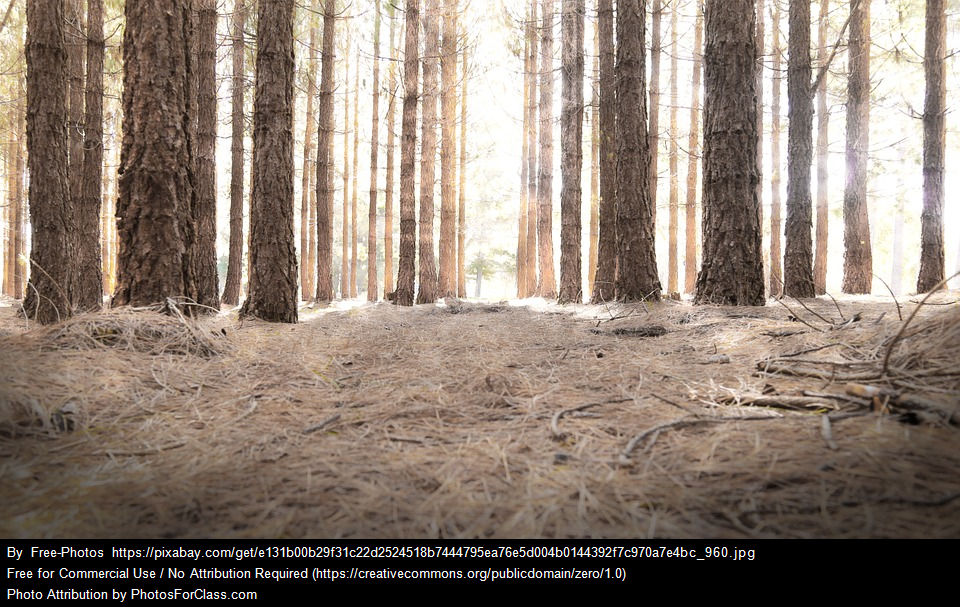 By Free-Photos https://pixabay.com/get/e131b00b29f31c22d2524518b7444795ea76e5d004b0144392f7c970a7e4bc_960.jpg
Free for Commercial Use / No Attribution Required (https://creativecommons.org/publicdomain/zero/1.0)
Photo Attribution by PhotosForClass.com